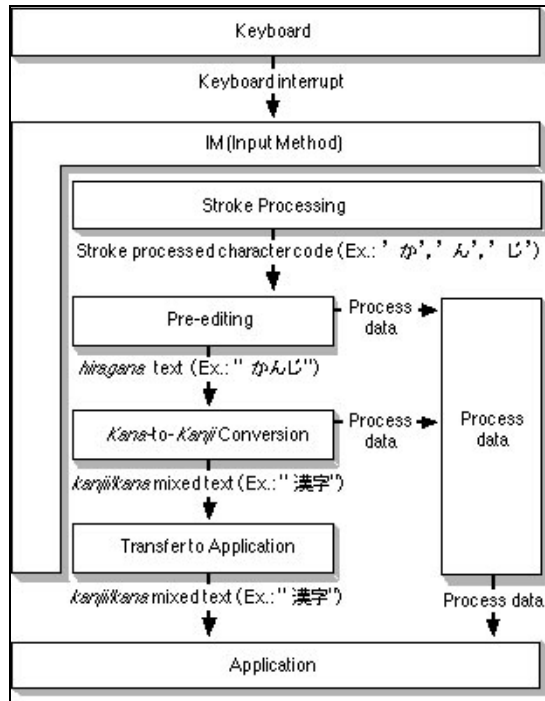 Keyboard
Keyboard interrupt
IM(Input Method)
Stroke Processing
Stroke processed character code (Ex.: ' か', ' ん', ' じ')
Pre-editing
Process
data
hiragana text (Ex.: " かんじ")
Process
data
Kana-to-Kanji Conversion
Process
data
kanji/kana mixed text (Ex.: " 漢字")
Transfer to Application
kanji/kana mixed text (Ex.: " 漢字")
Process data
Application